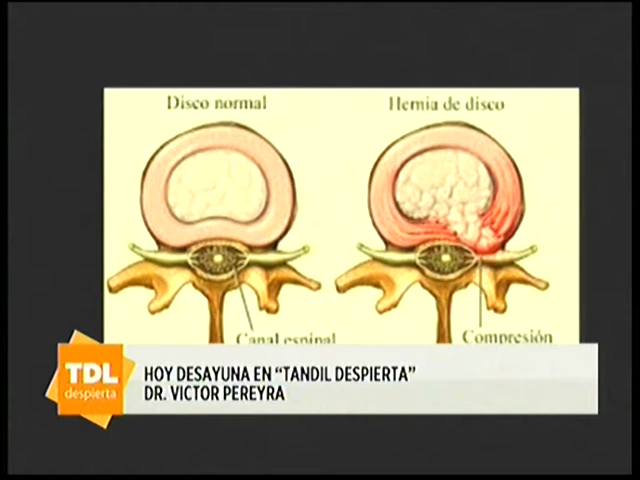 Disco normal
Hernia de disco
Canal espinal
Compresión
TDL
despierta
HOY DESAYUNA EN “TANDIL DESPIERTA”
DR. VICTOR PEREYRA